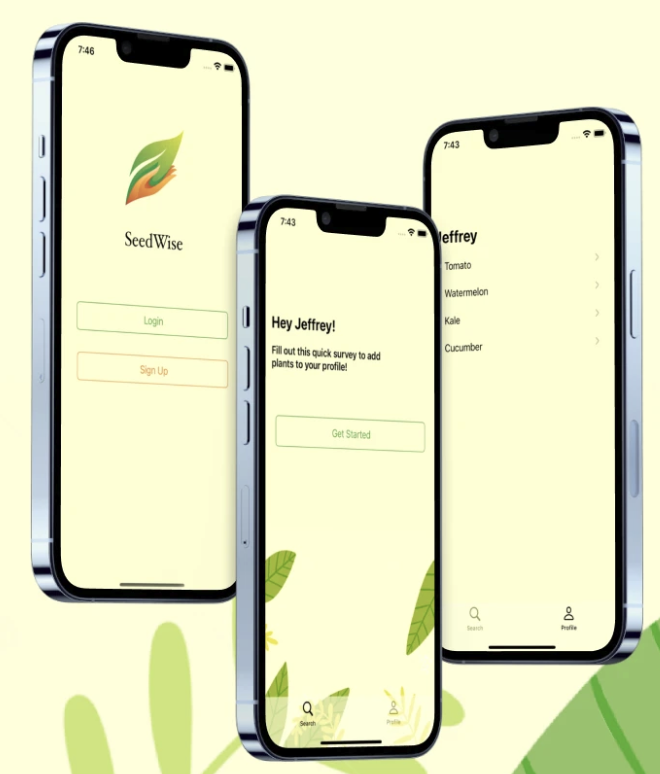 7:46
SeedWise
Login
Sign Up
7:43
Hey Jeffrey!
Fill out this quick survey to add
plants to your profile!
Get Started
Search
Profile
7:43
Jeffrey
Tomato
Watermelon
Kale
Cucumber
Search
Profile